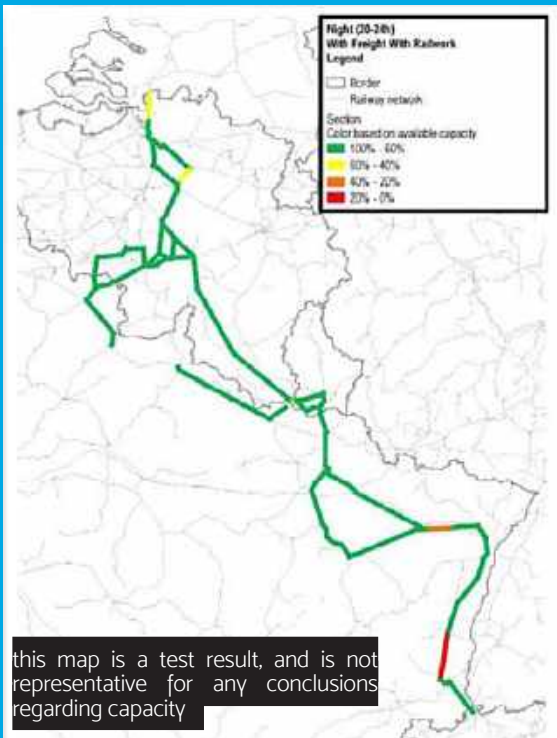 Night (20-24h)
With Freight With Railwork
Legend
Border
Railway network
Section
Color based on available capacity
100% - 60%
60% - 40%
40% - 20%
20% - 0%
this map is a test result, and is not
representative for any conclusions
regarding capacity